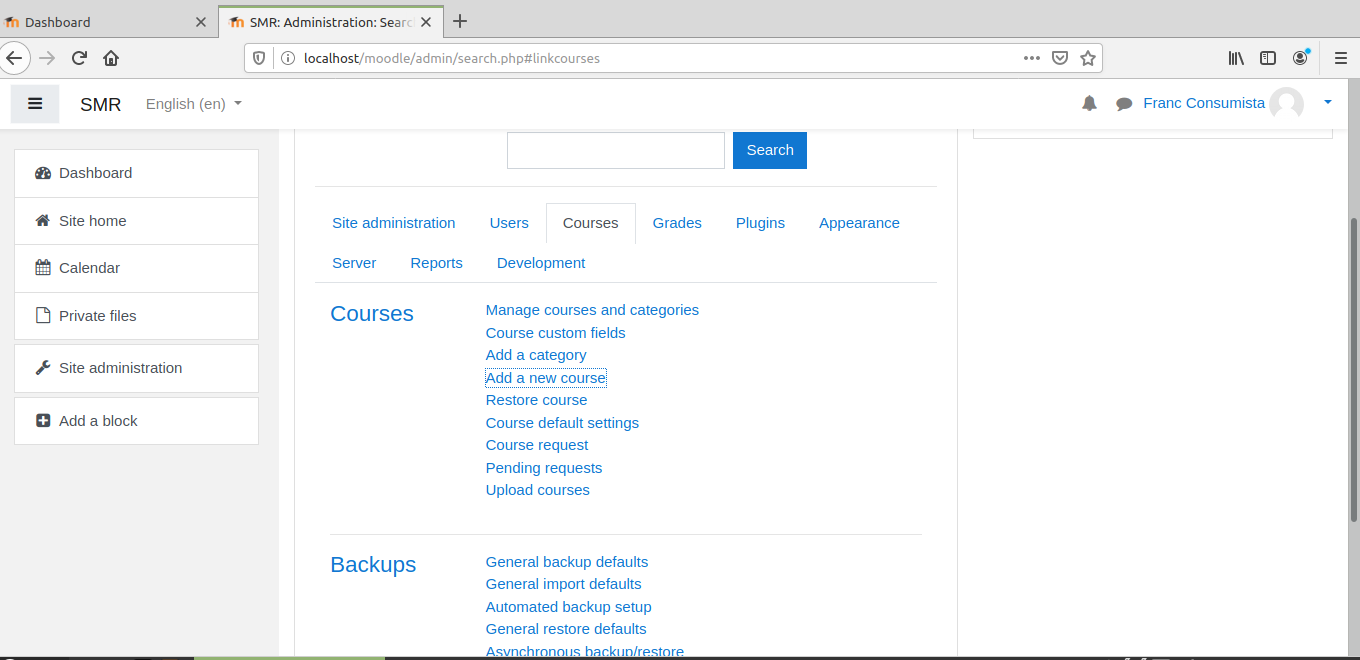 Dashboard
SMR: Administration: Searc
localhost/moodle/admin/search.php#linkcourses
SMR
English (en)
Franc Consumista
Search
Dashboard
Site home
Calendar
Private files
Site administration
Add a block
Site administration Users Courses Grades Plugins Appearance
Server Reports Development
Courses
Manage courses and categories
Course custom fields
Add a category
Add a new course
Restore course
Course default settings
Course request
Pending requests
Upload courses
Backups
General backup defaults
General import defaults
Automated backup setup
General restore defaults
Asynchronous backup/restore